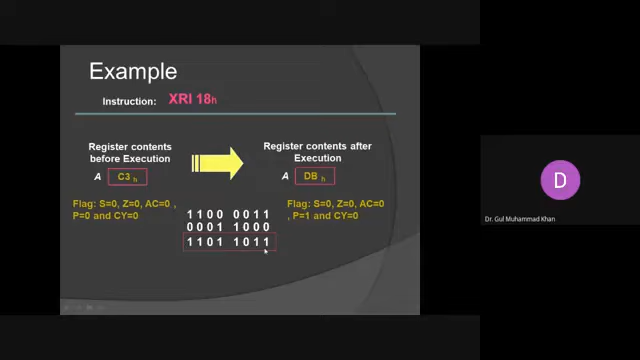 Example
Instruction: XRI 18h
Register contents before Execution
A C3 h
Flag: S=0, Z=0, AC=0 ,
P=0 and CY=0
Register contents after Execution
A DB h
Flag: S=0, Z=0, AC=0
, P=1 and CY=0
1100 0011
0001 1000
1101 1011
D
Dr. Gul Muhammad Khan